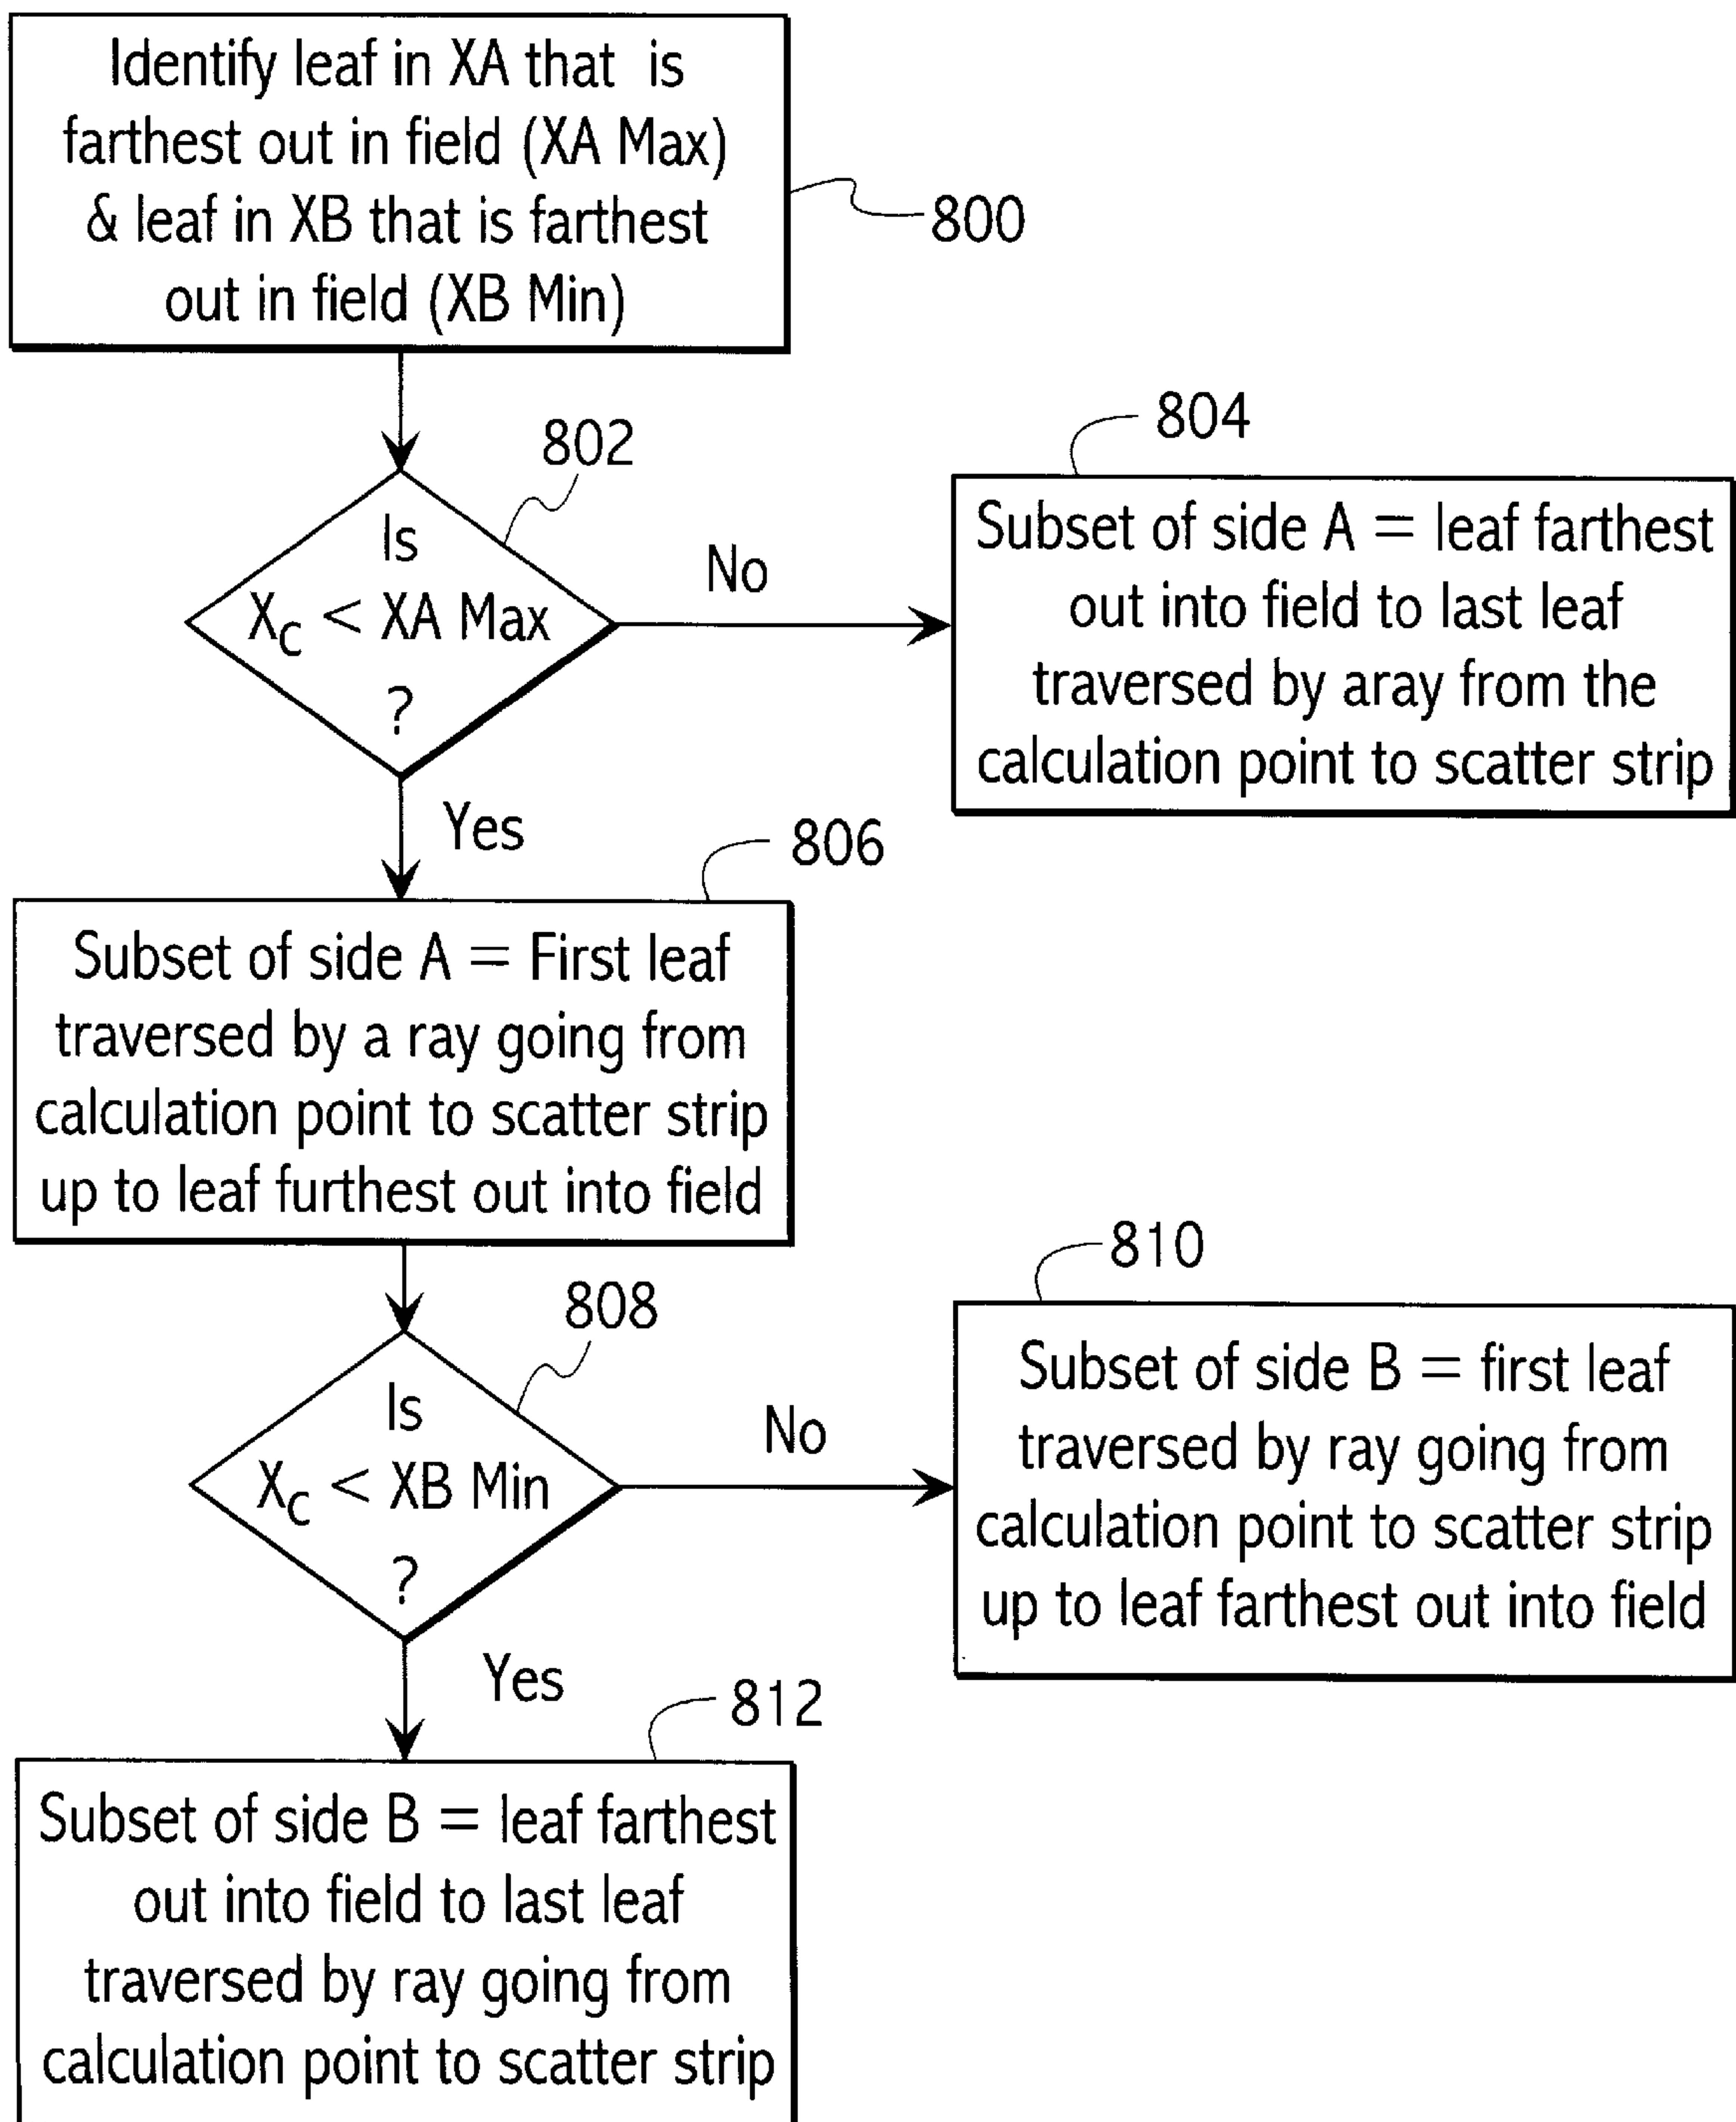 Identify leaf in XA that is
farthest out in field (XA Max)
& leaf in XB that is farthest
out in field (XB Min)
800
802
Is
XC < XA Max
?
No
804
Subset of side A = leaf farthest
out into field to last leaf
traversed by aray from the
calculation point to scatter strip
Yes
806
Subset of side A = First leaf
traversed by a ray going from
calculation point to scatter strip
up to leaf furthest out into field
808
Is
XC < XB Min
?
No
810
Subset of side B = first leaf
traversed by ray going from
calculation point to scatter strip
up to leaf farthest out into field
Yes
812
Subset of side B = leaf farthest
out into field to last leaf
traversed by ray going from
calculation point to scatter strip